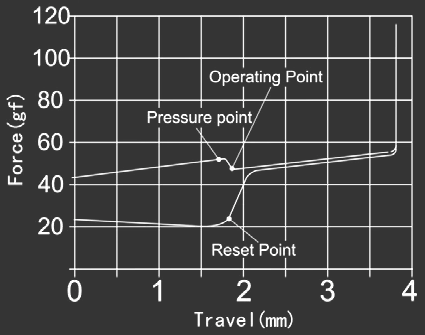 120
100
80
60
40
20
Force(gf)
Operating Point
Pressure point
Reset Point
0 1 2 3 4
Travel(mm)